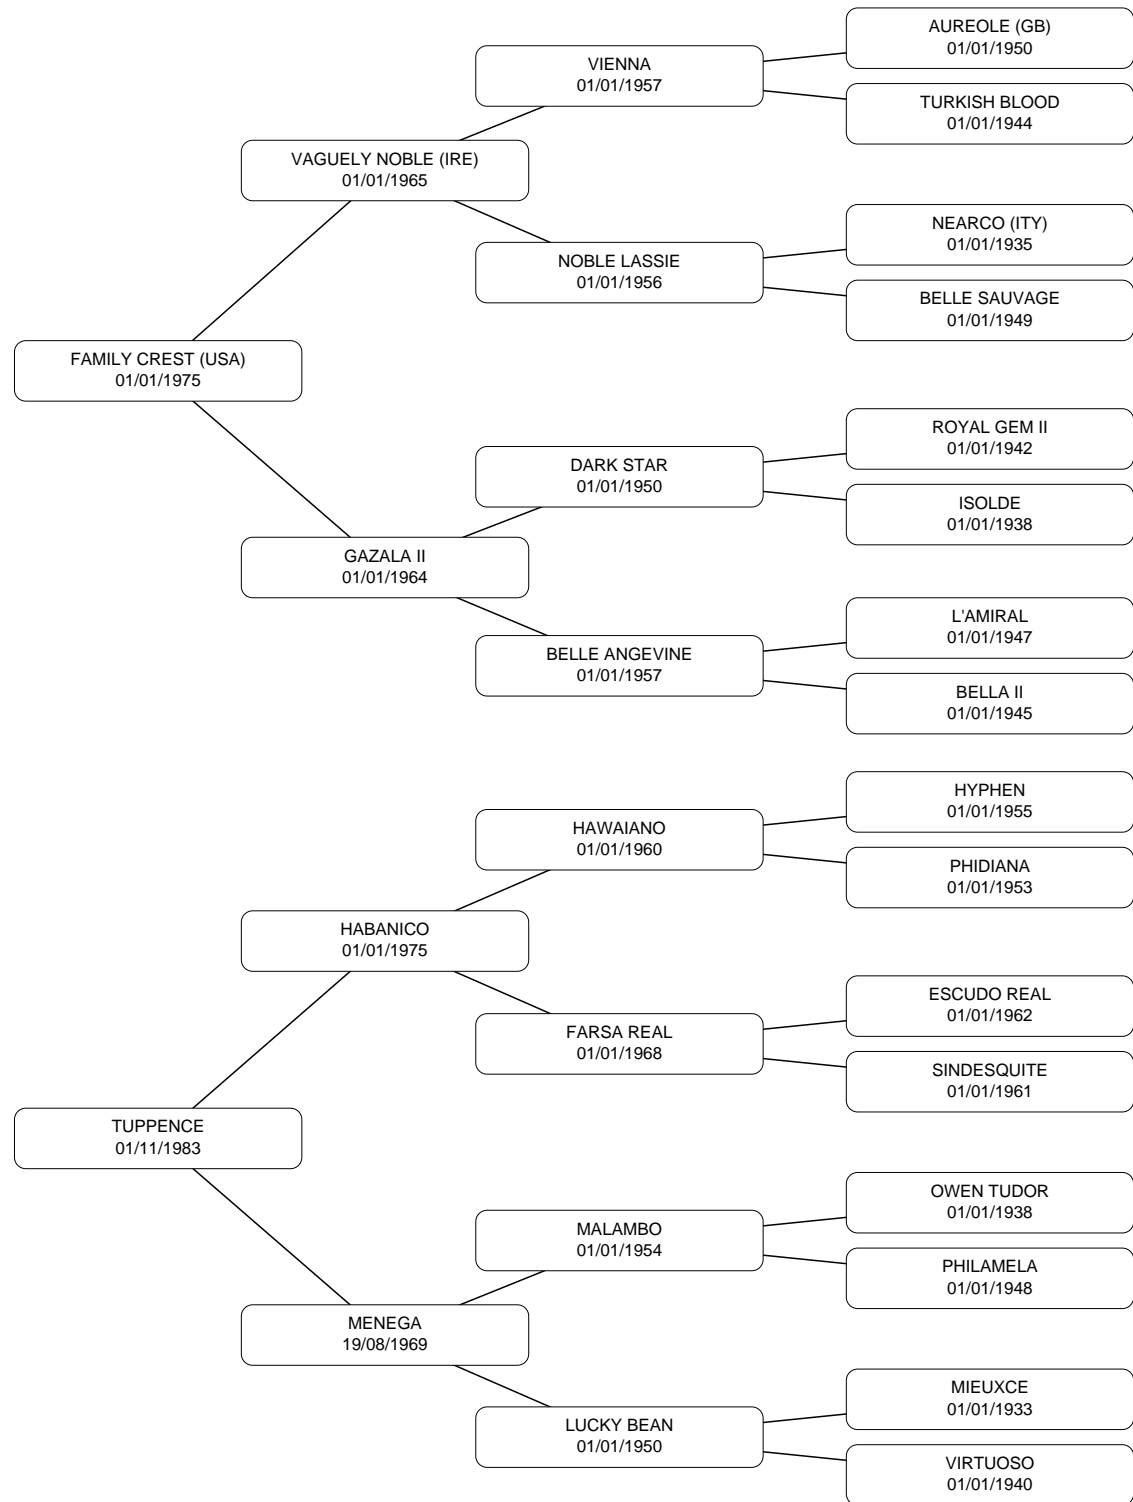 AUREOLE (GB)
01/01/1950
VIENNA
01/01/1957
TURKISH BLOOD
01/01/1944
VAGUELY NOBLE (IRE)
01/01/1965
NEARCO (ITY)
01/01/1935
NOBLE LASSIE
01/01/1956
BELLE SAUVAGE
01/01/1949
FAMILY CREST (USA)
01/01/1975
ROYAL GEM II
01/01/1942
DARK STAR
01/01/1950
ISOLDE
01/01/1938
GAZALA II
01/01/1964
L'AMIRAL
01/01/1947
BELLE ANGEVINE
01/01/1957
BELLA II
01/01/1945
HYPHEN
01/01/1955
HAWAIANO
01/01/1960
PHIDIANA
01/01/1953
HABANICO
01/01/1975
ESCUDO REAL
01/01/1962
FARSA REAL
01/01/1968
SINDESQUITE
01/01/1961
TUPPENCE
01/11/1983
OWEN TUDOR
01/01/1938
MALAMBO
01/01/1954
PHILAMELA
01/01/1948
MENEGA
19/08/1969
MIEUXCE
01/01/1933
LUCKY BEAN
01/01/1950
VIRTUOSO
01/01/1940